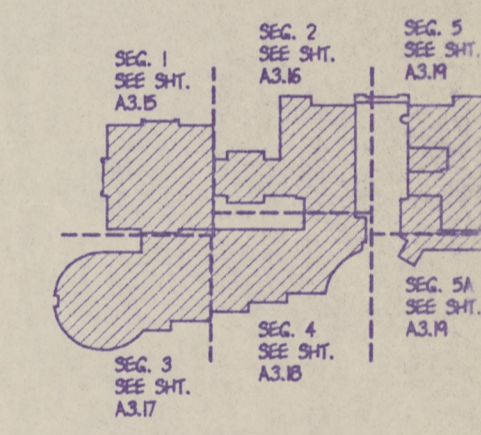 SEG. 1
SEE SHT.
A3.15
SEG. 2
SEE SHT.
A3.16
SEG. 5
SEE SHT.
A3.19
SEG. 3
SEE SHT.
A3.17
SEG. 4
SEE SHT.
A3.18
SEG. 5A
SEE SHT.
A3.19